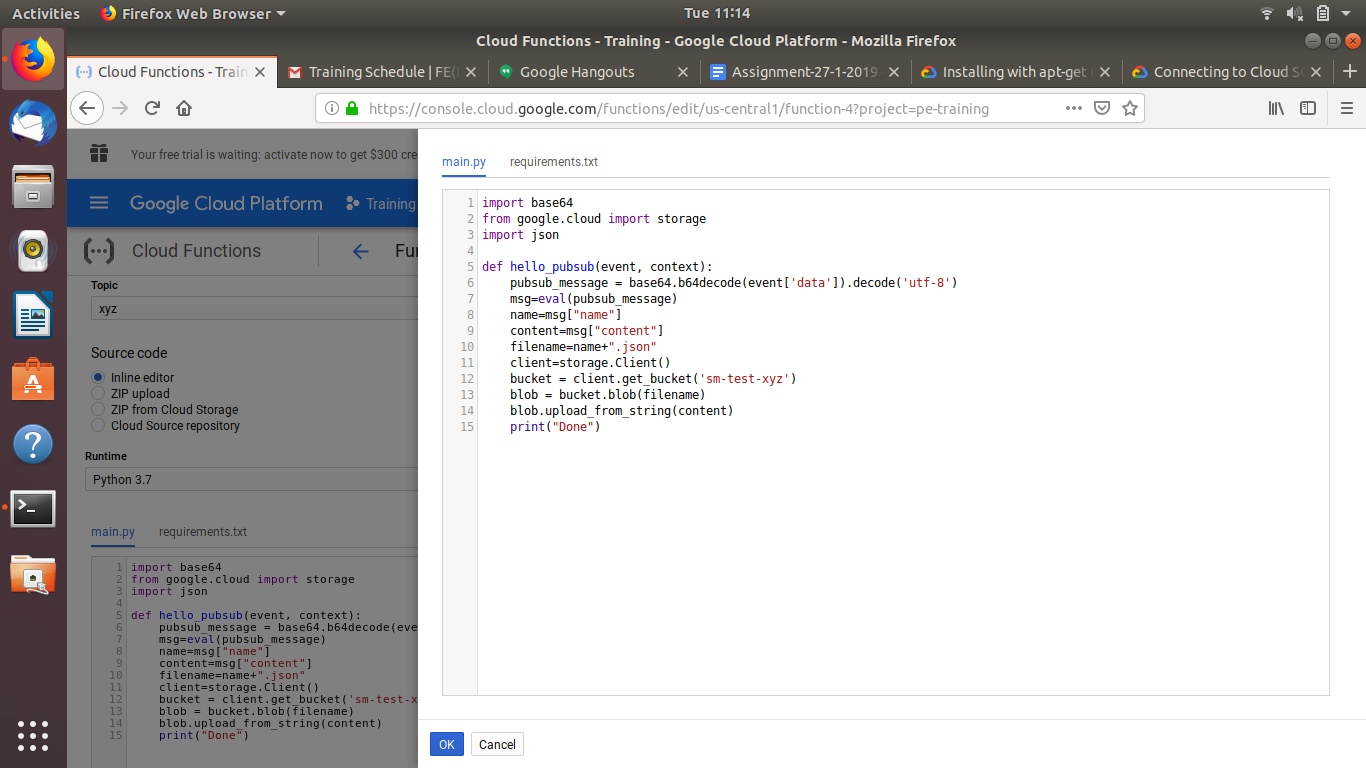 Activities
Firefox Web Browser
Tue 11:14
Cloud Functions - Training - Google Cloud Platform - Mozilla Firefox
Cloud Functions - Train
Training Schedule | FE(
Google Hangouts
Assignment-27-1-2019
Installing with apt-get
Connecting to Cloud S
https://console.cloud.google.com/functions/edit/us-central1/function-4?project=pe-training
Your free trial is waiting: activate now to get $300 cre
Google Cloud Platform
Training
Cloud Functions
Fun
Topic
xyz
Source code
Inline editor
ZIP upload
ZIP from Cloud Storage
Cloud Source repository
Runtime
Python 3.7
main.py
requirements.txt
1 import base64
2 from google.cloud import storage
3 import json
4
5 def hello_pubsub(event, context):
6     pubsub_message = base64.b64decode(eve
7     msg=eval(pubsub_message)
8     name=msg["name"]
9     content=msg["content"]
10     filename=name+".json"
11     client=storage.Client()
12     bucket = client.get_bucket('sm-test-x
13     blob = bucket.blob(filename)
14     blob.upload_from_string(content)
15     print("Done")
main.py
requirements.txt
1 import base64
2 from google.cloud import storage
3 import json
4
5 def hello_pubsub(event, context):
6     pubsub_message = base64.b64decode(event['data']).decode('utf-8')
7     msg=eval(pubsub_message)
8     name=msg["name"]
9     content=msg["content"]
10     filename=name+".json"
11     client=storage.Client()
12     bucket = client.get_bucket('sm-test-xyz')
13     blob = bucket.blob(filename)
14     blob.upload_from_string(content)
15     print("Done")
OK
Cancel